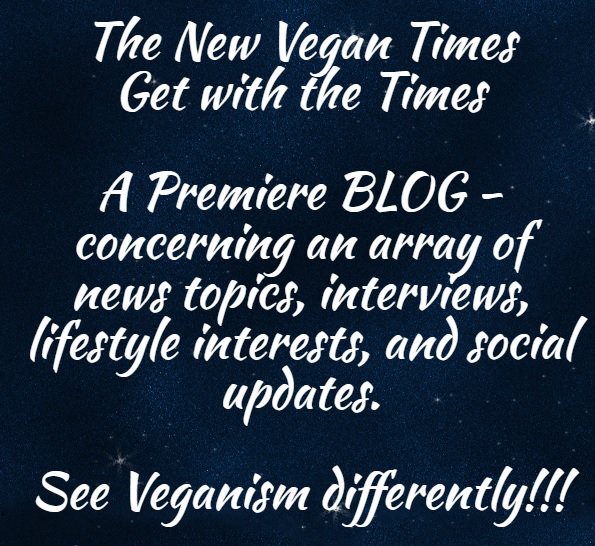 The New Vegan Times
Get with the Times
A Premiere BLOG -
concerning an array of
news topics, interviews,
lifestyle interests, and social
updates.
See Veganism differently!!!